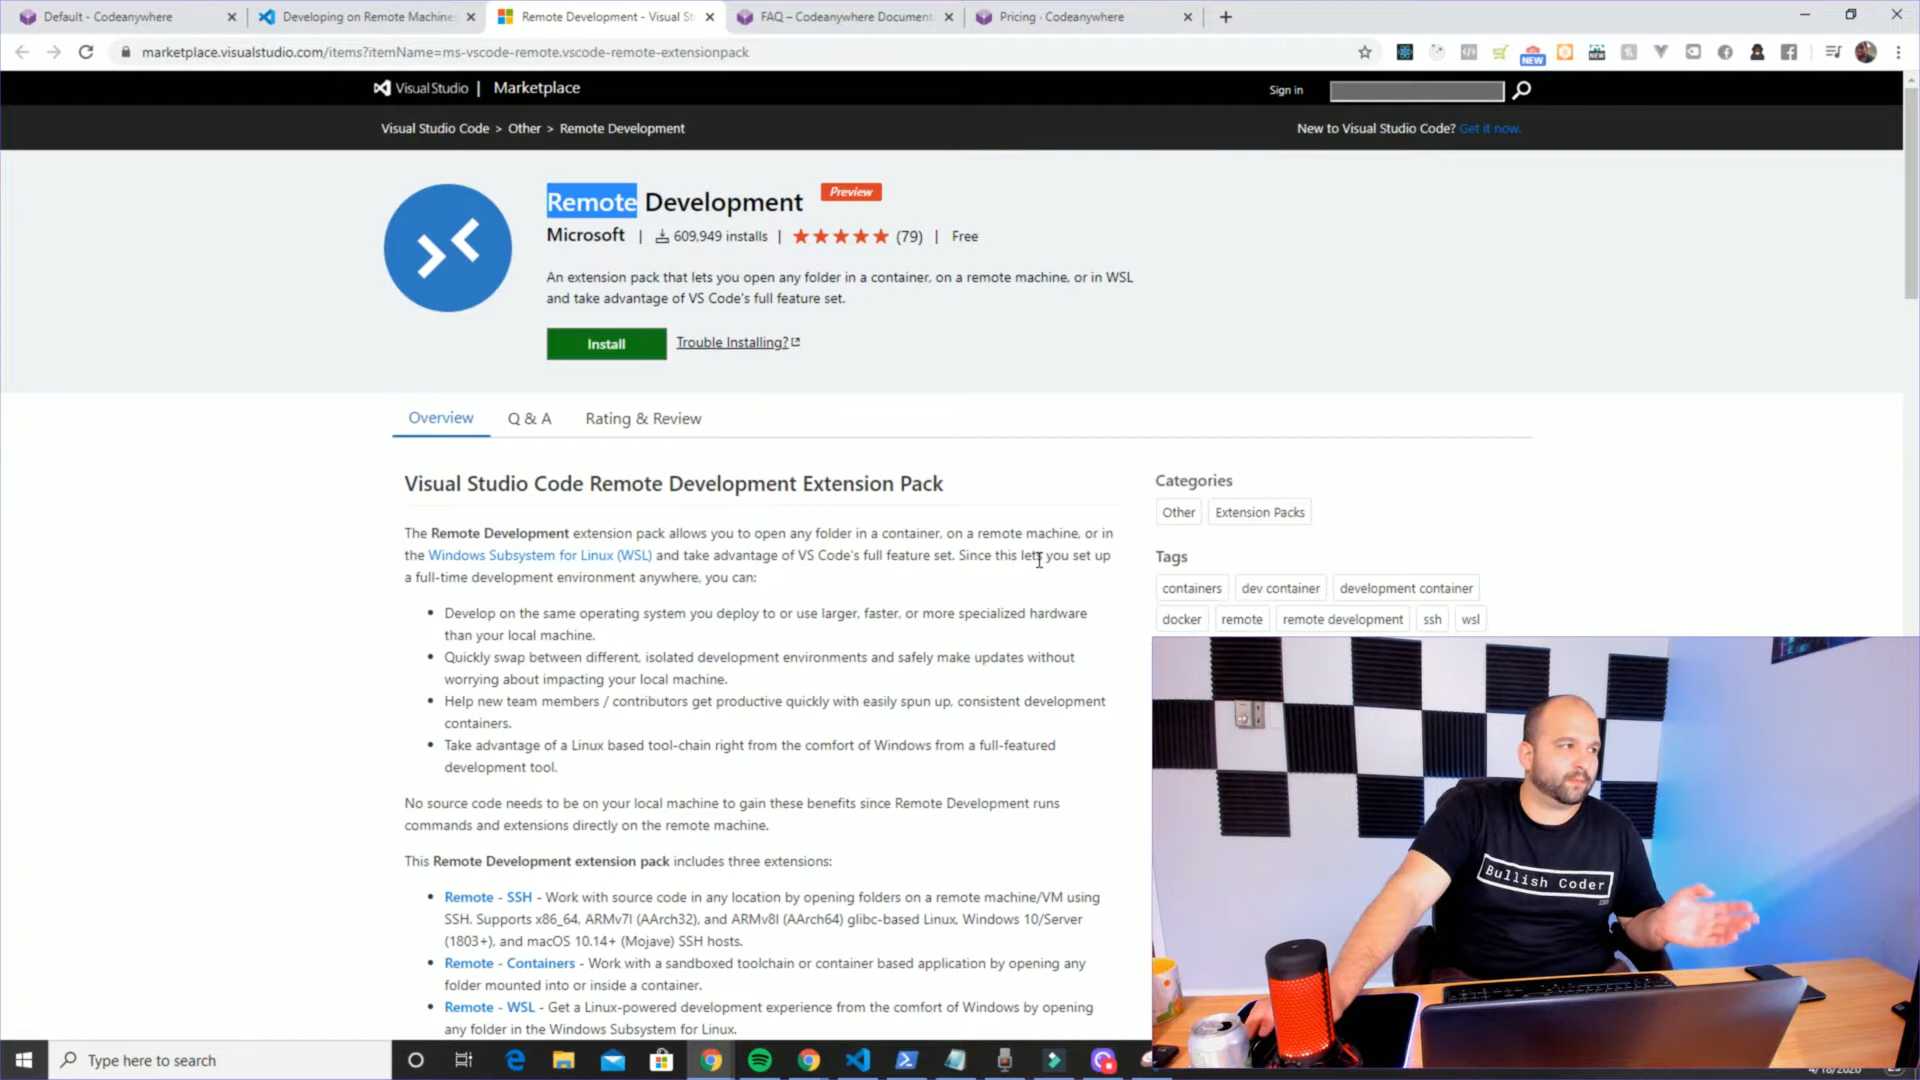 Default - Codeanywhere
Developing on Remote Machine
Remote Development - Visual St
FAQ – Codeanywhere Document
Pricing · Codeanywhere
marketplace.visualstudio.com/items?itemName=ms-vscode-remote.vscode-remote-extensionpack
NEW
NEW
Visual Studio | Marketplace
Sign in
Visual Studio Code > Other > Remote Development
New to Visual Studio Code? Get it now.
Remote Development
Preview
Microsoft | 609,949 installs | (79) | Free
An extension pack that lets you open any folder in a container, on a remote machine, or in WSL
and take advantage of VS Code's full feature set.
Install
Trouble Installing?
Overview
Q & A
Rating & Review
Visual Studio Code Remote Development Extension Pack
The Remote Development extension pack allows you to open any folder in a container, on a remote machine, or in
the Windows Subsystem for Linux (WSL) and take advantage of VS Code's full feature set. Since this lets you set up
a full-time development environment anywhere, you can:
• Develop on the same operating system you deploy to or use larger, faster, or more specialized hardware
than your local machine.
• Quickly swap between different, isolated development environments and safely make updates without
worrying about impacting your local machine.
• Help new team members / contributors get productive quickly with easily spun up, consistent development
containers.
• Take advantage of a Linux based tool-chain right from the comfort of Windows from a full-featured
development tool.
No source code needs to be on your local machine to gain these benefits since Remote Development runs
commands and extensions directly on the remote machine.
This Remote Development extension pack includes three extensions:
• Remote - SSH - Work with source code in any location by opening folders on a remote machine/VM using
SSH. Supports x86_64, ARMv7l (AArch32), and ARMv8l (AArch64) glibc-based Linux, Windows 10/Server
(1803+), and macOS 10.14+ (Mojave) SSH hosts.
• Remote - Containers - Work with a sandboxed toolchain or container based application by opening any
folder mounted into or inside a container.
• Remote - WSL - Get a Linux-powered development experience from the comfort of Windows by opening
any folder in the Windows Subsystem for Linux.
Categories
Other
Extension Packs
Tags
containers
dev container
development container
docker
remote
remote development
ssh
wsl
Bullish Coder
Type here to search
4/18/2020